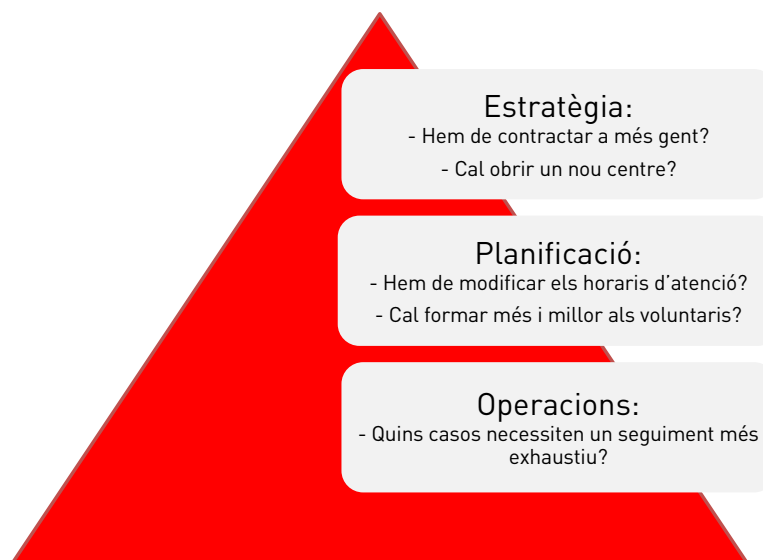 Estratègia:
- Hem de contractar a més gent?
- Cal obrir un nou centre?
Planificació:
- Hem de modificar els horaris d’atenció?
- Cal formar més i millor als voluntaris?
Operacions:
- Quins casos necessiten un seguiment més
exhaustiu?